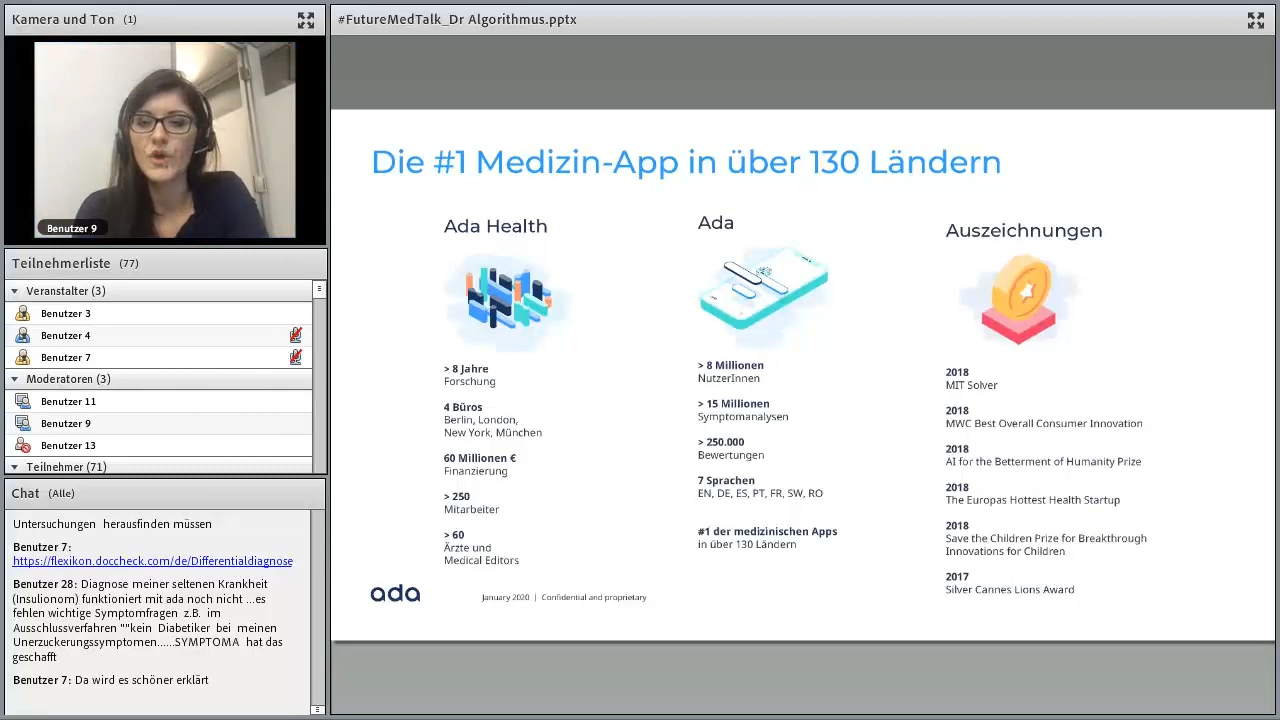 Kamera und Ton (1)
Benutzer 9
Teilnehmerliste (77)
Veranstalter (3)
Benutzer 3
Benutzer 4
Benutzer 7
Moderatoren (3)
Benutzer 11
Benutzer 9
Benutzer 13
Teilnehmer (71)
Chat (Alle)
Untersuchungen herausfinden müssen
Benutzer 7:
https://flexikon.doccheck.com/de/Differentialdiagnose
Benutzer 28: Diagnose meiner seltenen Krankheit
(Insulionom) funktioniert mit ada noch nicht ...es
fehlen wichtige Symptomfragen z.B. im
Ausschlussverfahren ""kein Diabetiker bei meinen
Unerzuckerungssymptomen......SYMPTOMA hat das
geschafft
Benutzer 7: Da wird es schöner erklärt
#FutureMedTalk_Dr Algorithmus.pptx
Die #1 Medizin-App in über 130 Ländern
Ada Health
> 8 Jahre
Forschung
4 Büros
Berlin, London,
New York, München
60 Millionen €
Finanzierung
> 250
Mitarbeiter
> 60
Ärzte und
Medical Editors
Ada
> 8 Millionen
NutzerInnen
> 15 Millionen
Symptomanalysen
> 250.000
Bewertungen
7 Sprachen
EN, DE, ES, PT, FR, SW, RO
#1 der medizinischen Apps
in über 130 Ländern
Auszeichnungen
2018
MIT Solver
2018
MWC Best Overall Consumer Innovation
2018
AI for the Betterment of Humanity Prize
2018
The Europas Hottest Health Startup
2018
Save the Children Prize for Breakthrough
Innovations for Children
2017
Silver Cannes Lions Award
ada
January 2020 | Confidential and proprietary